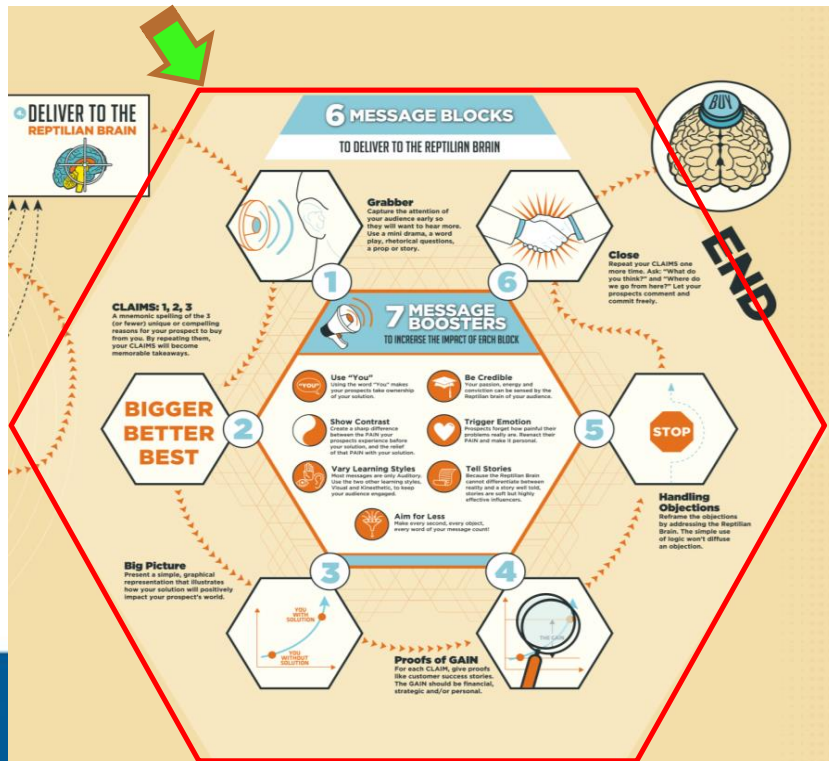 4 DELIVER TO THE
REPTILIAN BRAIN
6 MESSAGE BLOCKS
TO DELIVER TO THE REPTILIAN BRAIN
BUY
END
1
Grabber
Capture the attention of
your audience early so
they will want to hear more.
Use a mini drama, a word
play, rhetorical questions,
a prop or story.
6
Close
Repeat your CLAIMS one
more time. Ask: "What do
you think?" and "Where do
we go from here?" Let your
prospects comment and
commit freely.
CLAIMS: 1, 2, 3
A mnemonic spelling of the 3
(or fewer) unique or compelling
reasons for your prospect to buy
from you. By repeating them,
your CLAIMS will become
memorable takeaways.
BIGGER
BETTER
BEST
2
7 MESSAGE
BOOSTERS
TO INCREASE THE IMPACT OF EACH BLOCK
"YOU"
Use "You"
Using the word "You" makes
your prospects take ownership
of your solution.
Be Credible
Your passion, energy and
conviction can be sensed by the
Reptilian brain of your audience.
Show Contrast
Create a sharp difference
between the PAIN your
prospects experience before
your solution, and the relief
of that PAIN with your solution.
Trigger Emotion
Prospects forget how painful their
problems really are. Reenact their
PAIN and make it personal.
Vary Learning Styles
Most messages are only Auditory.
Use the two other learning styles,
Visual and Kinesthetic, to keep
your audience engaged.
Tell Stories
Because the Reptilian Brain
cannot differentiate between
reality and a story well told,
stories are soft but highly
effective influencers.
Aim for Less
Make every second, every object,
every word of your message count!
5
STOP
Handling
Objections
Reframe the objections
by addressing the Reptilian
Brain. The simple use
of logic won't diffuse
an objection.
Big Picture
Present a simple, graphical
representation that illustrates
how your solution will positively
impact your prospect's world.
3
YOU
WITH
SOLUTION
YOU
WITHOUT
SOLUTION
4
THE GAIN
Proofs of GAIN
For each CLAIM, give proofs
like customer success stories.
The GAIN should be financial,
strategic and/or personal.